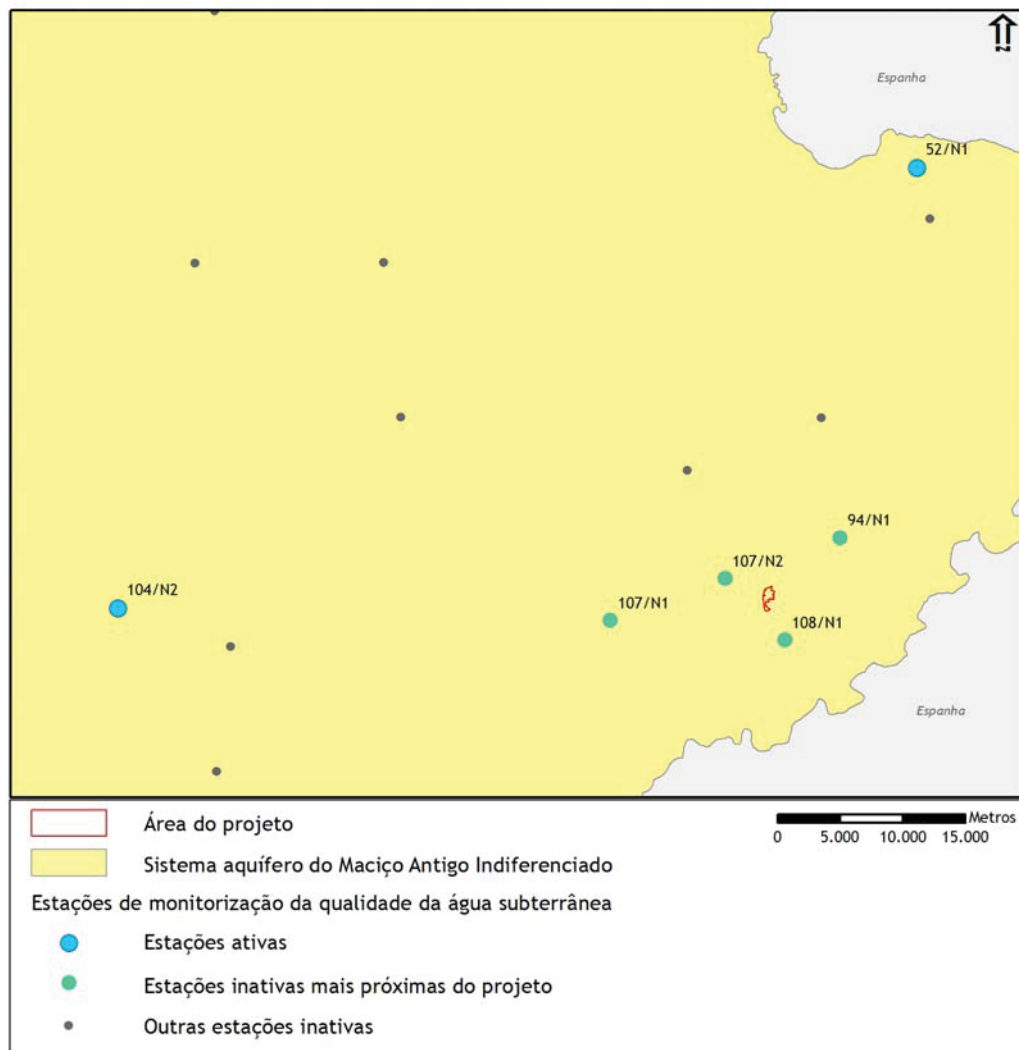 N
Espanha
52/N1
94/N1
107/N2
104/N2
107/N1
108/N1
Espanha
Área do projeto
Metros
0 5.000 10.000 15.000
Sistema aquífero do Maciço Antigo Indiferenciado
Estações de monitorização da qualidade da água subterrânea
Estações ativas
Estações inativas mais próximas do projeto
Outras estações inativas